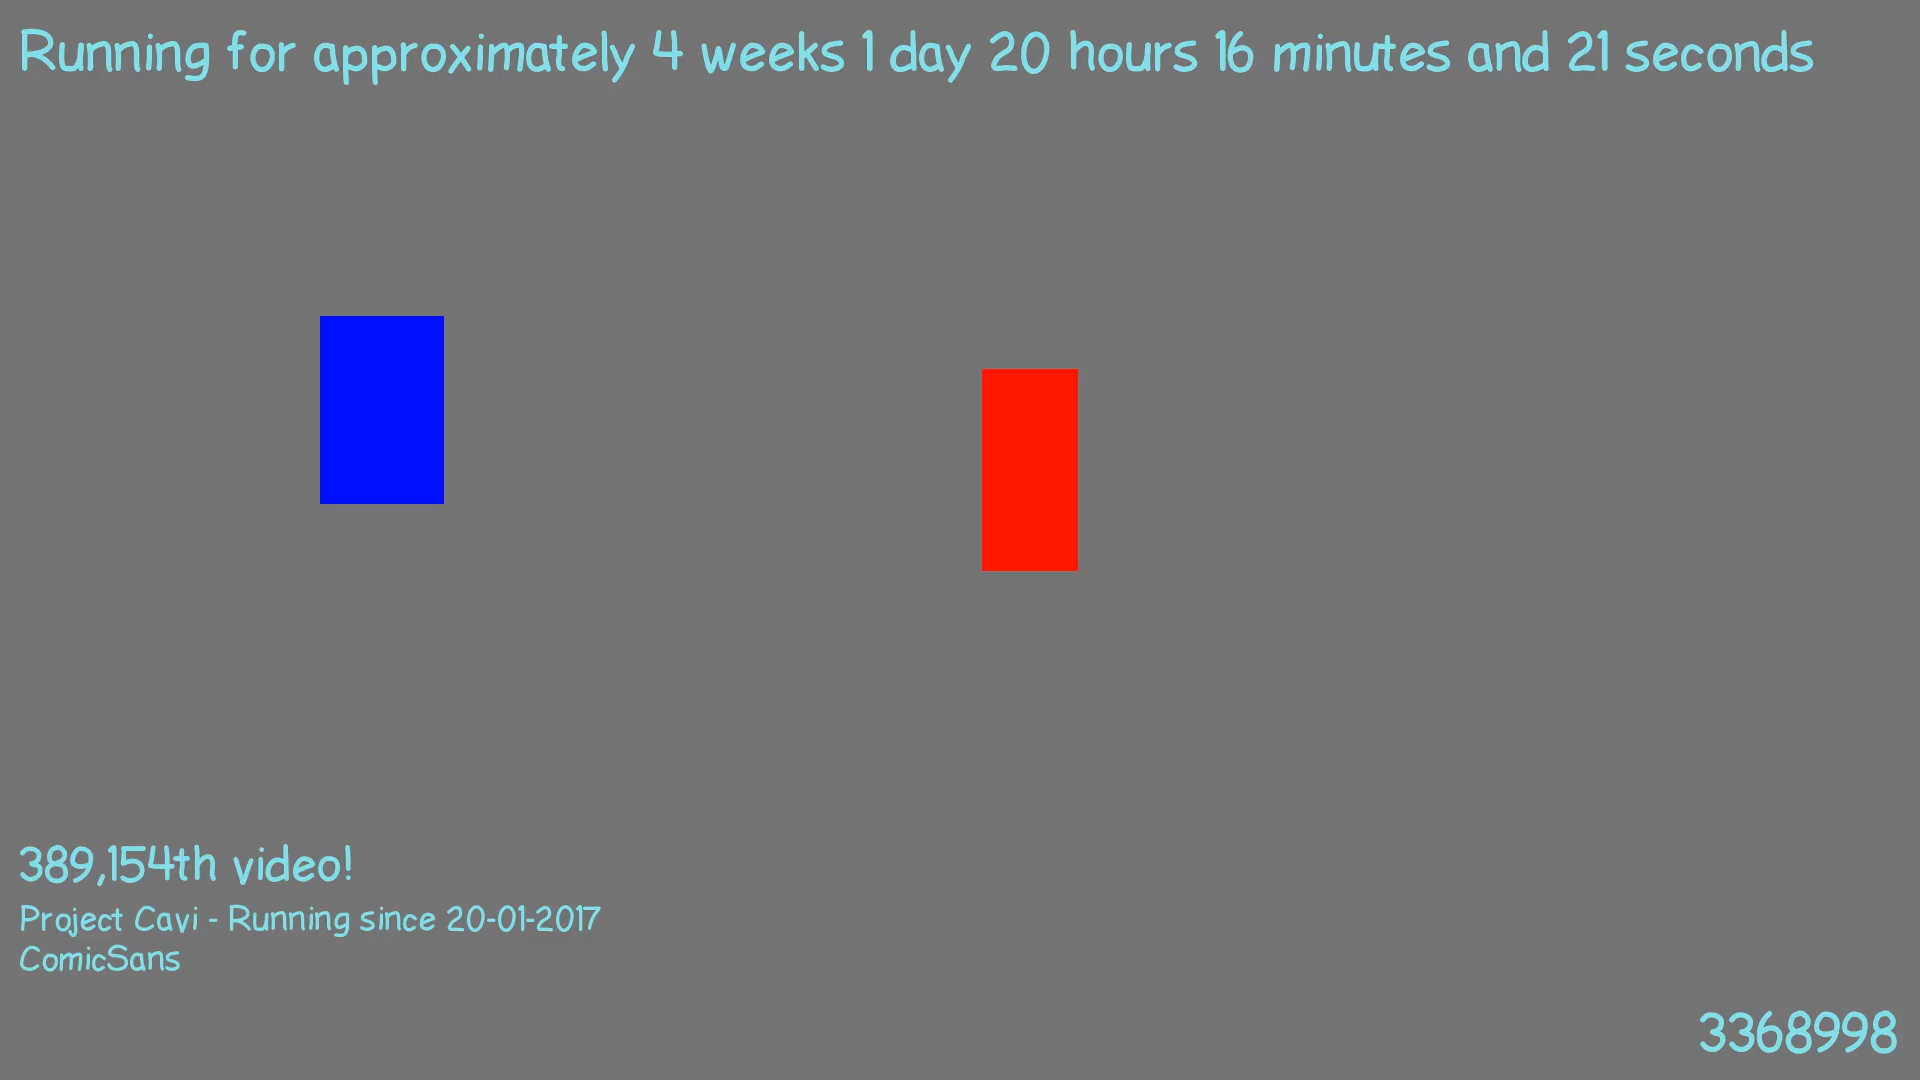 Running for approximately 4 weeks 1 day 20 hours 16 minutes and 21 seconds
389,154th video!
Project Cavi - Running since 20-01-2017
ComicSans
3368998